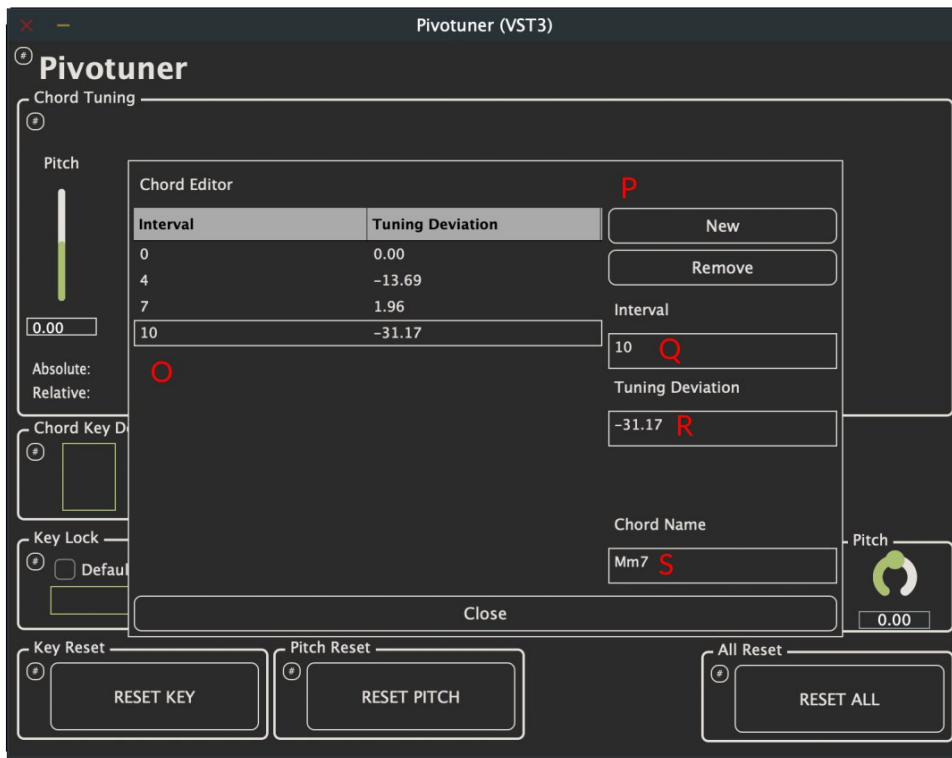 Pivotuner (VST3)
#
Pivotuner
Chord Tuning
#
Pitch
0.00
Absolute:
Relative:
Chord Editor
P
Interval Tuning Deviation
0 0.00
4 -13.69
7 1.96
10 -31.17
O
New
Remove
Interval
10 Q
Tuning Deviation
-31.17 R
Chord Name
Mm7 S
Close
Chord Key
#
Key Lock
#
Defaul
Pitch
0.00
Key Reset
#
RESET KEY
Pitch Reset
#
RESET PITCH
All Reset
#
RESET ALL